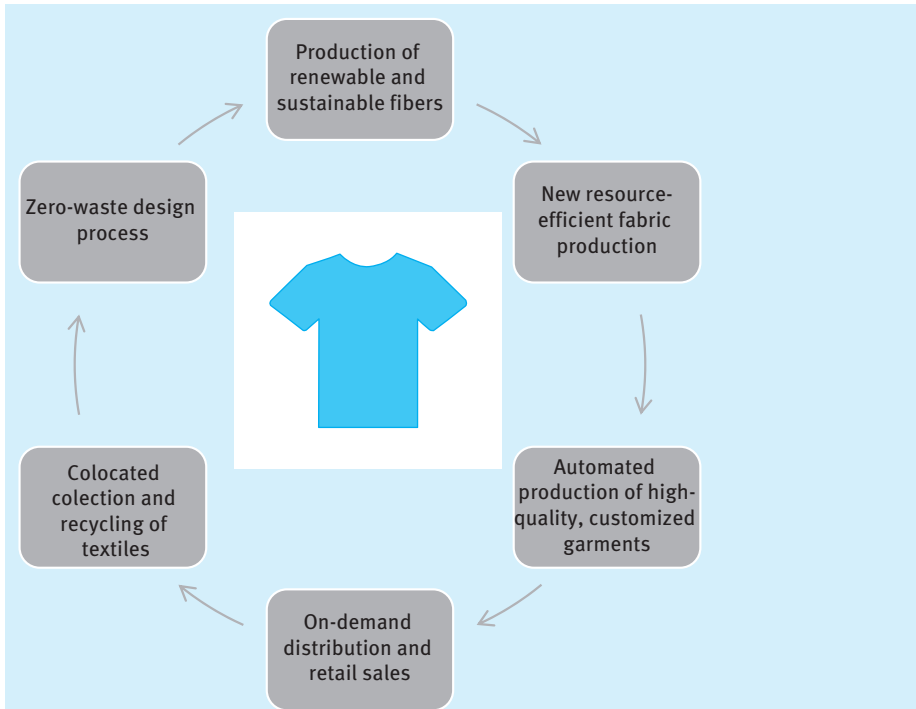 Production of
renewable and
sustainable fibers
New resource-
efficient fabric
production
Automated
production of high-
quality, customized
garments
On-demand
distribution and
retail sales
Colocated
colection and
recycling of
textiles
Zero-waste design
process